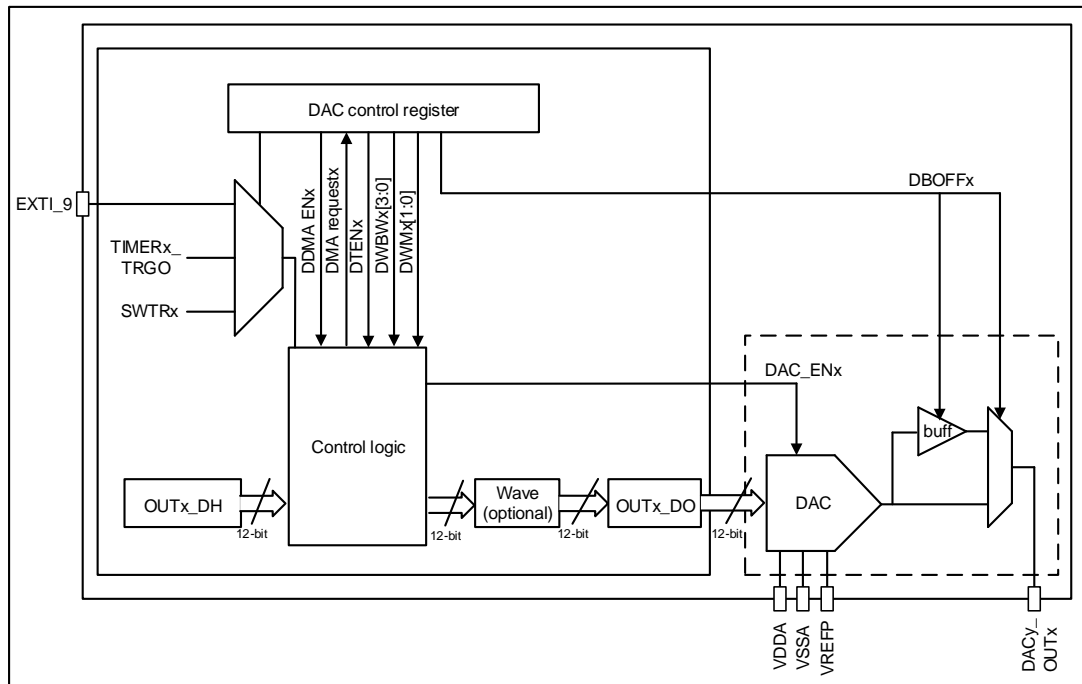 DAC control register
EXTI_9
TIMERx_
TRGO
SWTRx
DDMA ENx
DMA requestx
DTENx
DWBWx[3:0]
DWMx[1:0]
DBOFFx
DAC_ENx
buff
Control logic
OUTx_DH
12-bit
12-bit
Wave
(optional)
12-bit
OUTx_DO
12-bit
DAC
VDDA
VSSA
VREFP
DACy_
OUTx